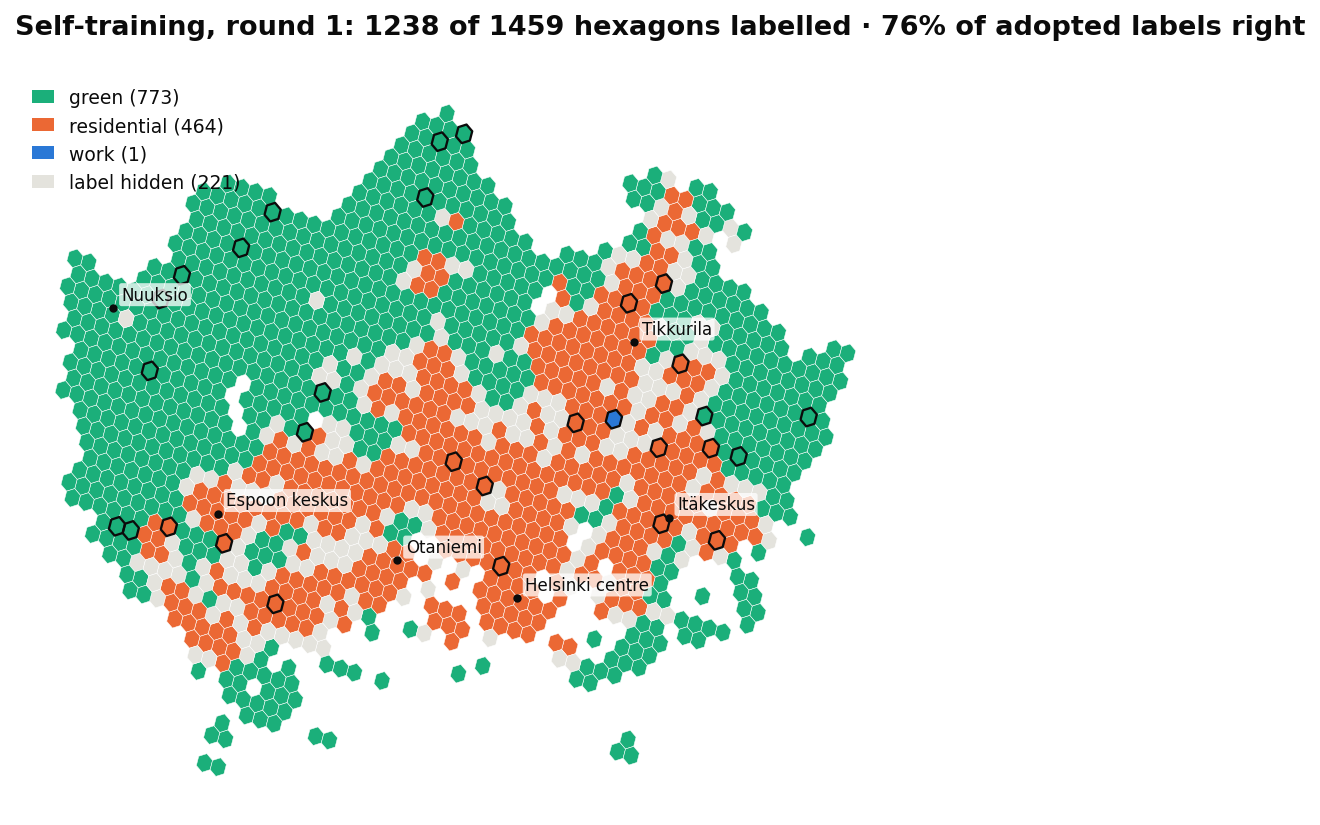 Self-training, round 1: 1238 of 1459 hexagons labelled · 76% of adopted labels right
green (773)
residential (464)
work (1)
label hidden (221)
Nuuksio
Tikkurila
Espoon keskus
Itäkeskus
Otaniemi
Helsinki centre